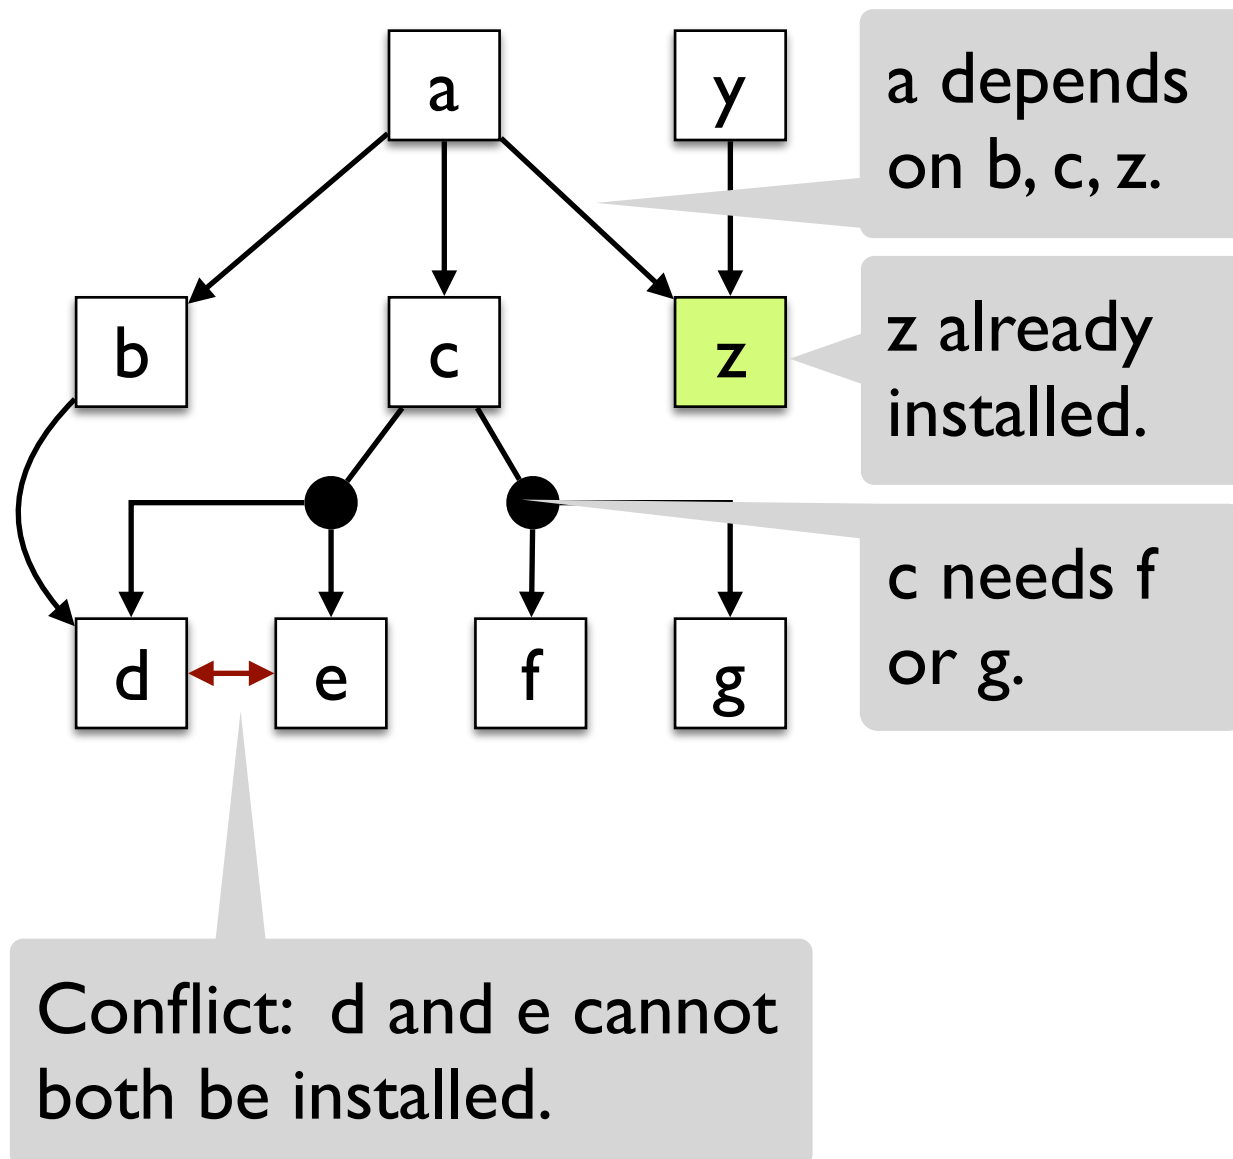 a
y
a depends
on b, c, z.
b
c
z
z already
installed.
c needs f
or g.
d
e
f
g
Conflict:  d and e cannot
both be installed.